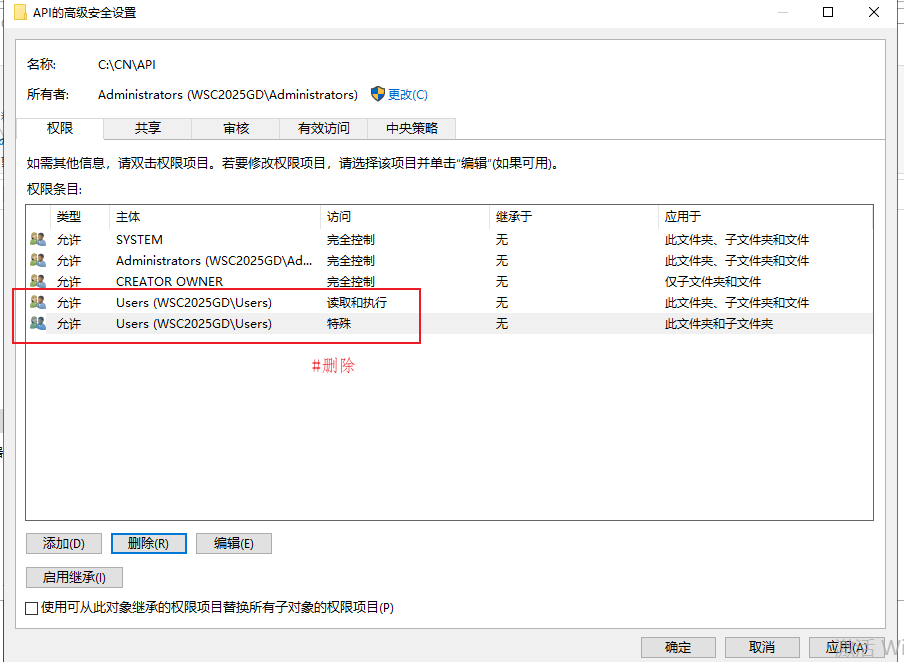 API的高级安全设置
名称: C:\CN\API
所有者: Administrators (WSC2025GD\Administrators) 更改(C)
权限 共享 审核 有效访问 中央策略
如需其他信息，请双击权限项目。若要修改权限项目，请选择该项目并单击“编辑”(如果可用)。
权限条目:
类型 主体 访问 继承于 应用于
允许 SYSTEM 完全控制 无 此文件夹、子文件夹和文件
允许 Administrators (WSC2025GD\Ad... 完全控制 无 此文件夹、子文件夹和文件
允许 CREATOR OWNER 完全控制 无 仅子文件夹和文件
允许 Users (WSC2025GD\Users) 读取和执行 无 此文件夹、子文件夹和文件
允许 Users (WSC2025GD\Users) 特殊 无 此文件夹和子文件夹
#删除
添加(D) 删除(R) 编辑(E)
启用继承(I)
使用可从此对象继承的权限项目替换所有子对象的权限项目(P)
确定 取消 应用(A)